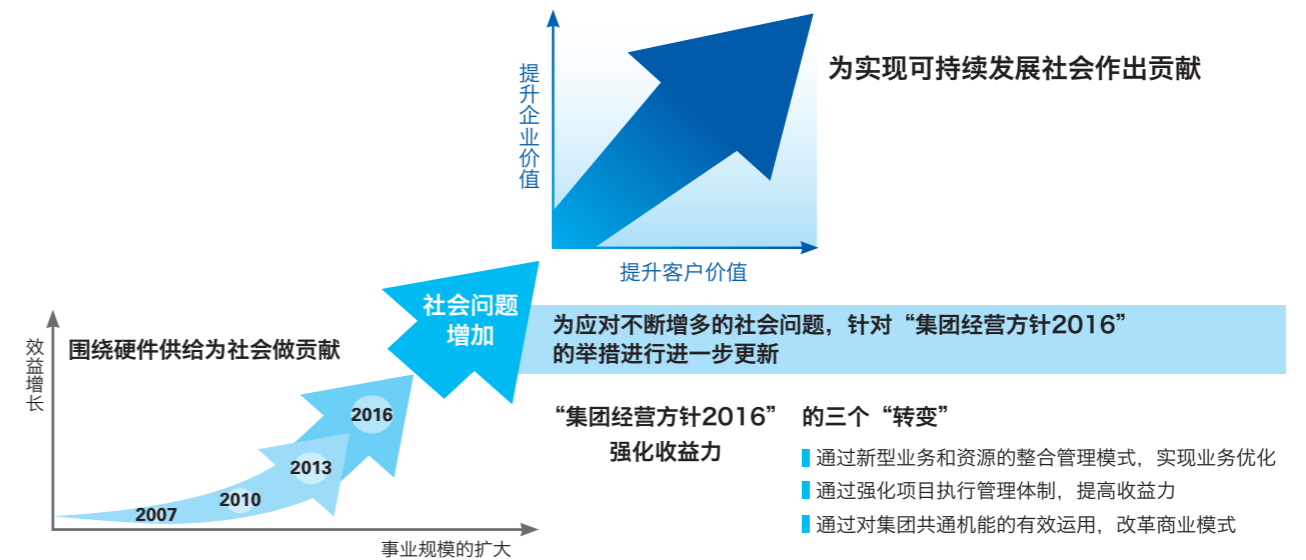 提升企业价值
为实现可持续发展社会作出贡献
提升客户价值
社会问题
增加
为应对不断增多的社会问题，针对“集团经营方针2016”
的举措进行进一步更新
效益增长
围绕硬件供给为社会做贡献
2016
2013
2010
2007
事业规模的扩大
“集团经营方针2016”
强化收益力
的三个“转变”
通过新型业务和资源的整合管理模式，实现业务优化
通过强化项目执行管理体制，提高收益力
通过对集团共通机能的有效运用，改革商业模式